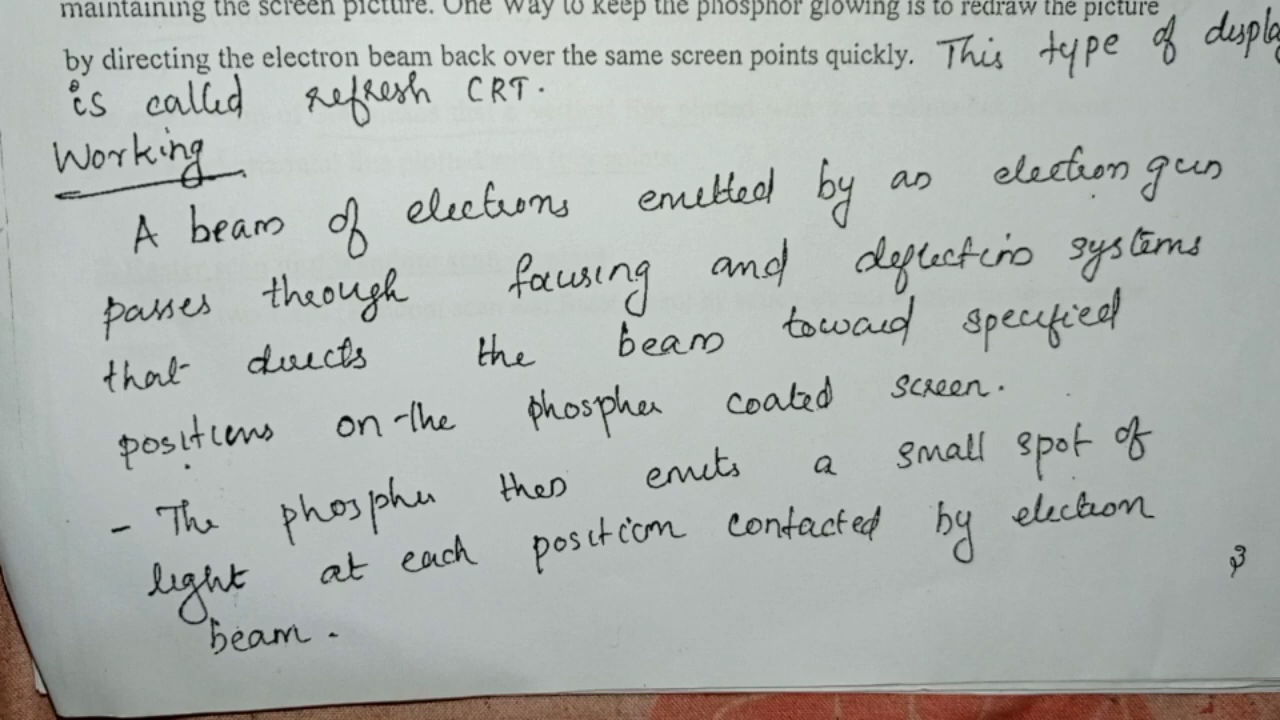 maintaining the screen picture. One way to keep the phosphor glowing is to redraw the picture
by directing the electron beam back over the same screen points quickly. This type of displa
is called refresh CRT.
Working
A beam of electrons emitted by an electron gun
passes through focusing and deflection systems
that directs the beam toward specified
positions on the phospher coated screen.
- The phospher then emits a small spot of
light at each position contacted by electron
beam.
3